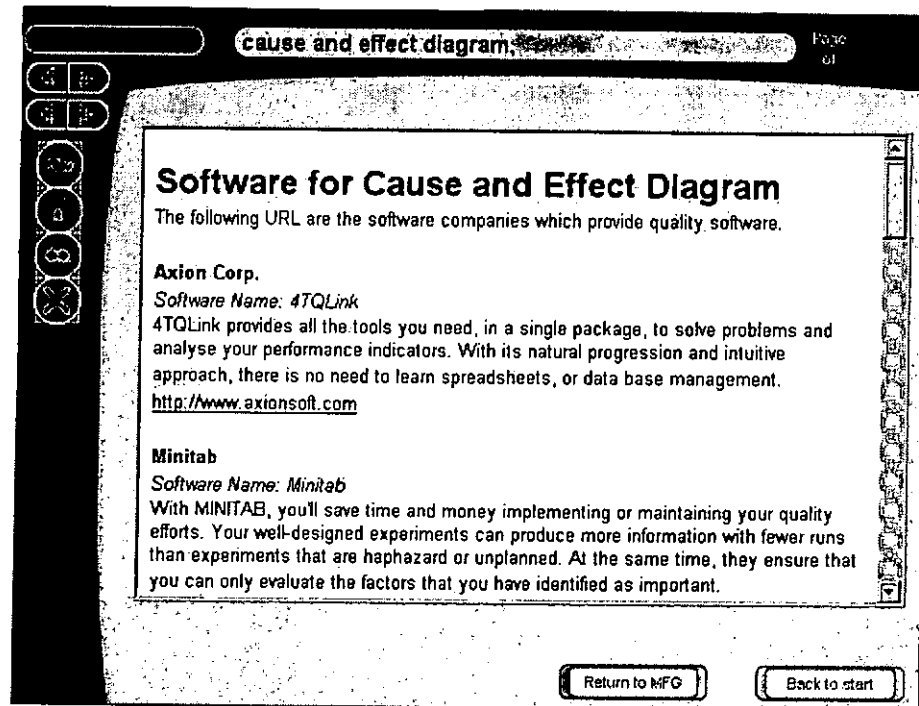 cause and effect diagram:
Page
of
Software for Cause and Effect Diagram
The following URL are the software companies which provide quality software.
Axion Corp.
Software Name: 4TQLink
4TQLink provides all the tools you need, in a single package, to solve problems and
analyse your performance indicators. With its natural progression and intuitive
approach, there is no need to learn spreadsheets, or data base management.
http://www.axionsoft.com
Minitab
Software Name: Minitab
With MINITAB, you'll save time and money implementing or maintaining your quality
efforts. Your well-designed experiments can produce more information with fewer runs
than experiments that are haphazard or unplanned. At the same time, they ensure that
you can only evaluate the factors that you have identified as important.
Return to MFG
Back to start